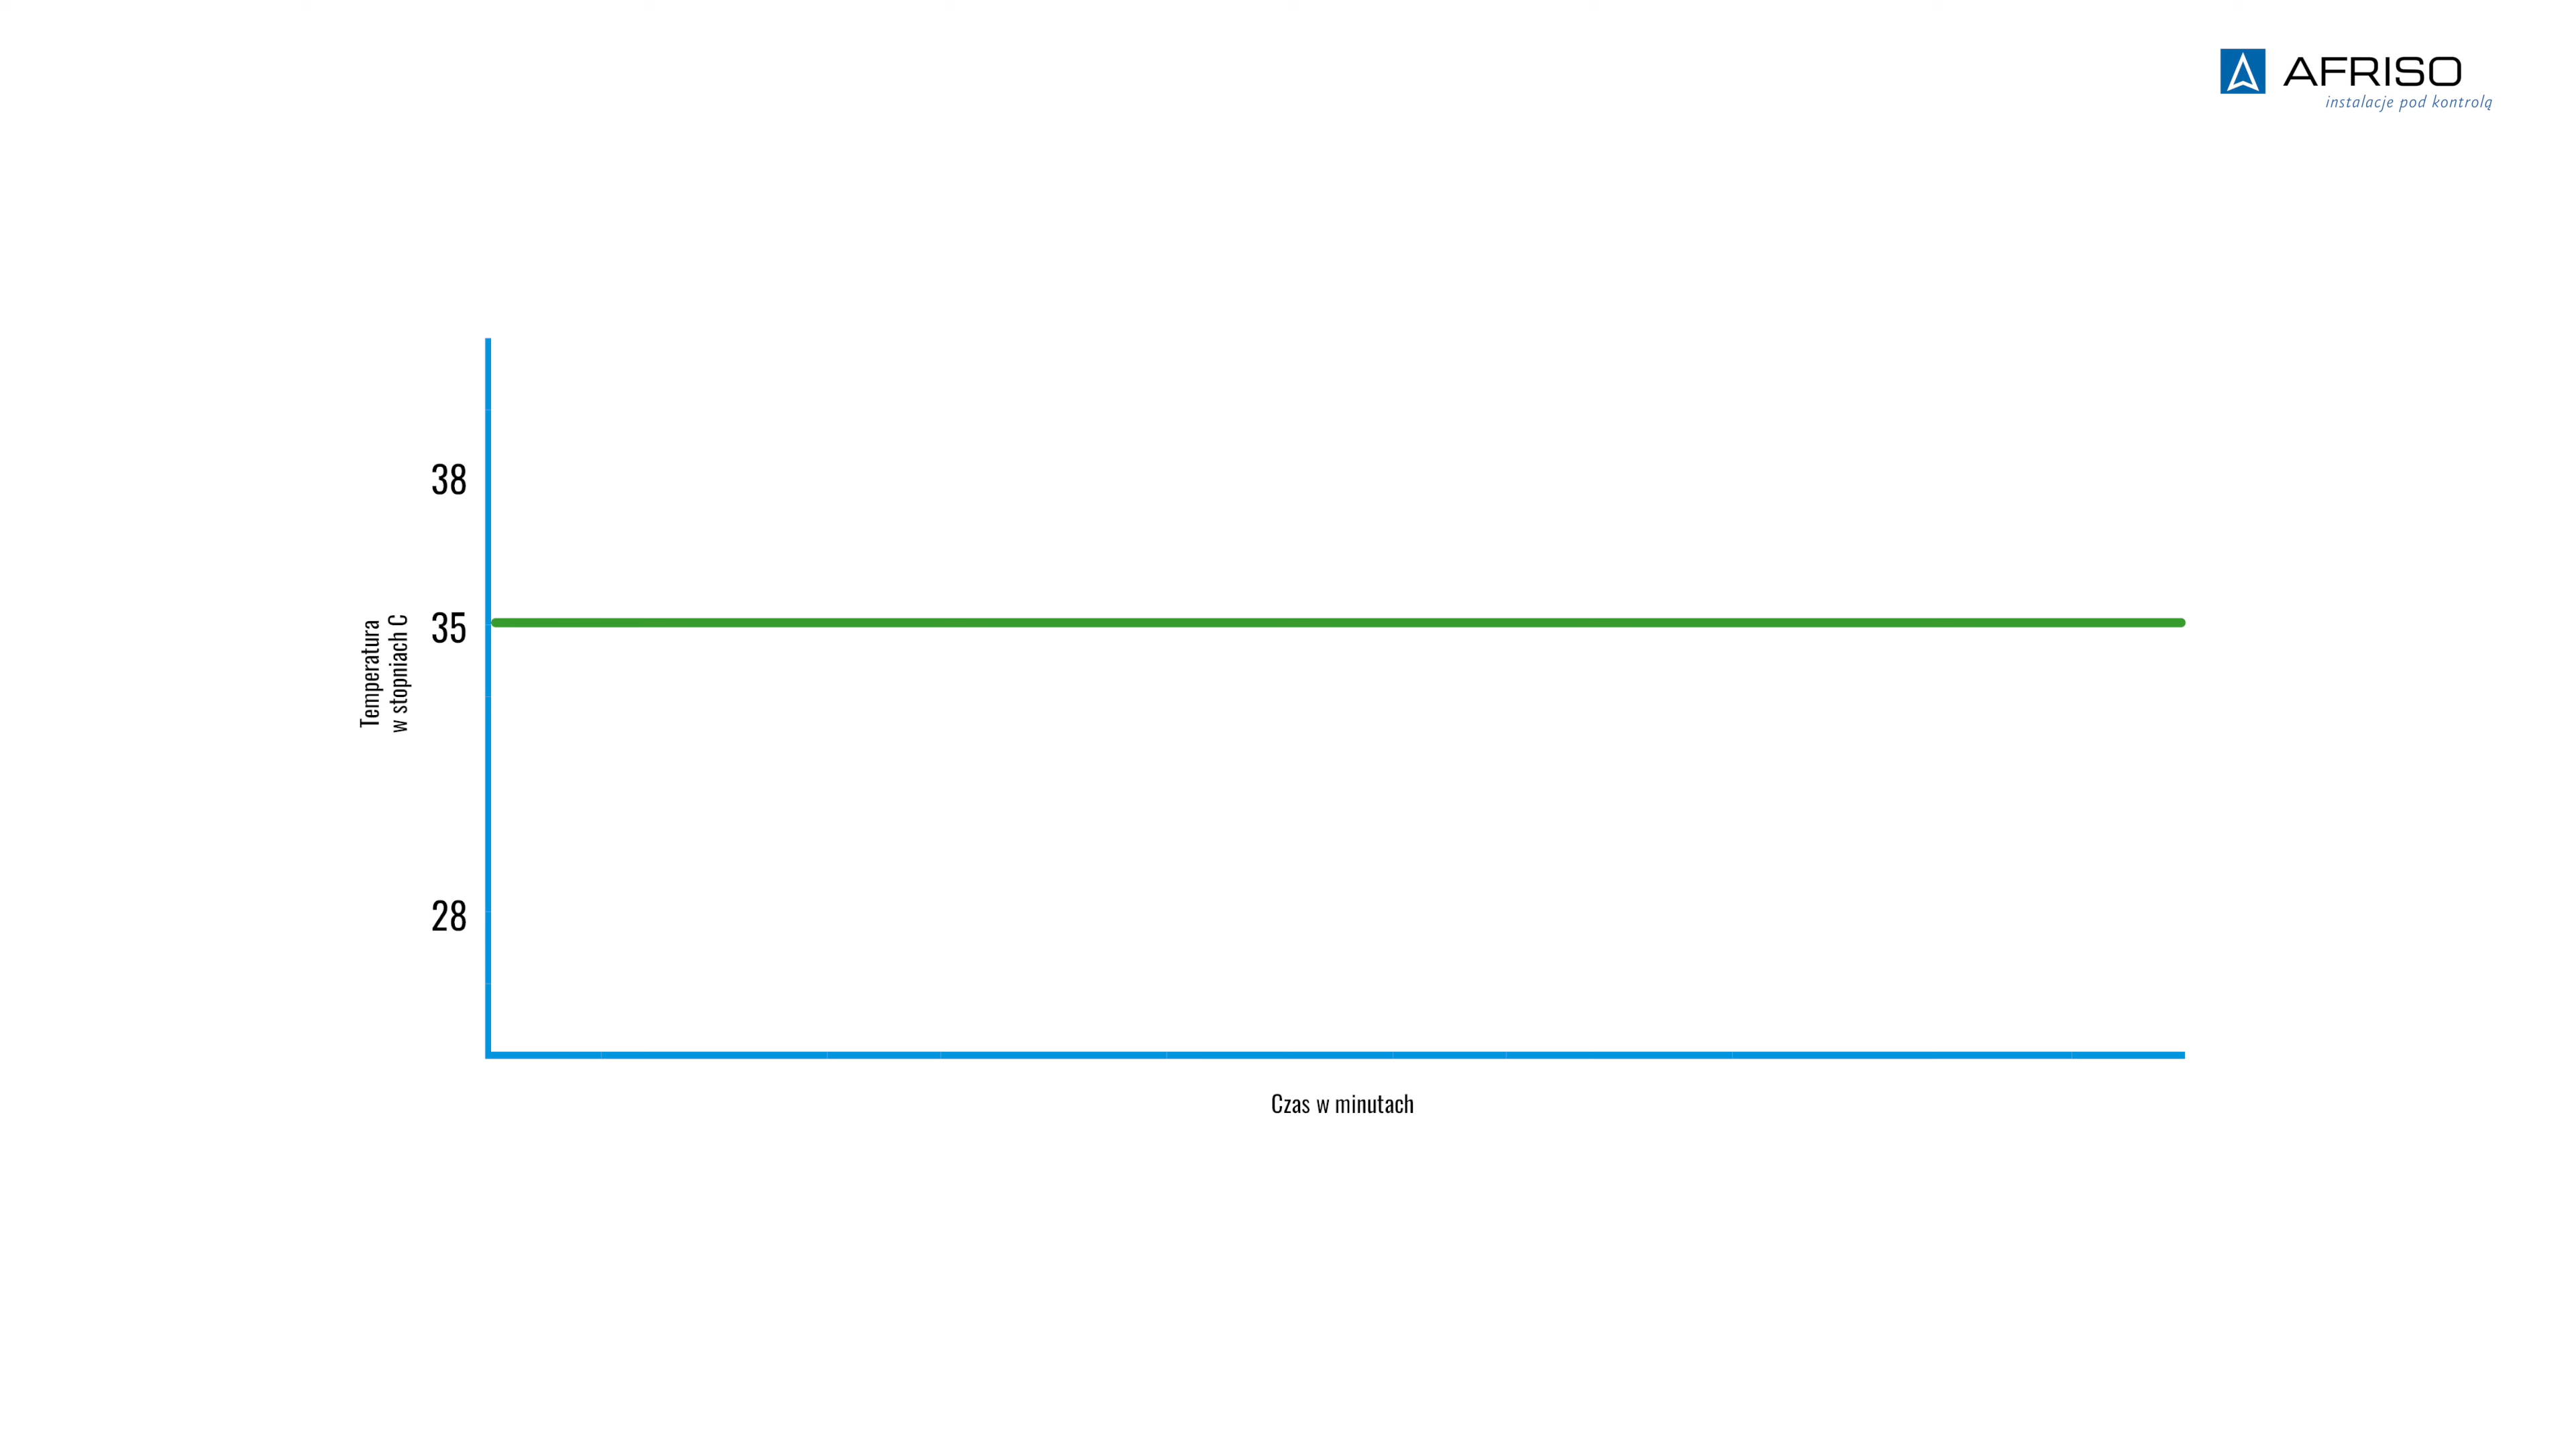 AFRISO
instalacje pod kontrolą
38
35
28
Temperatura
w stopniach C
Czas w minutach